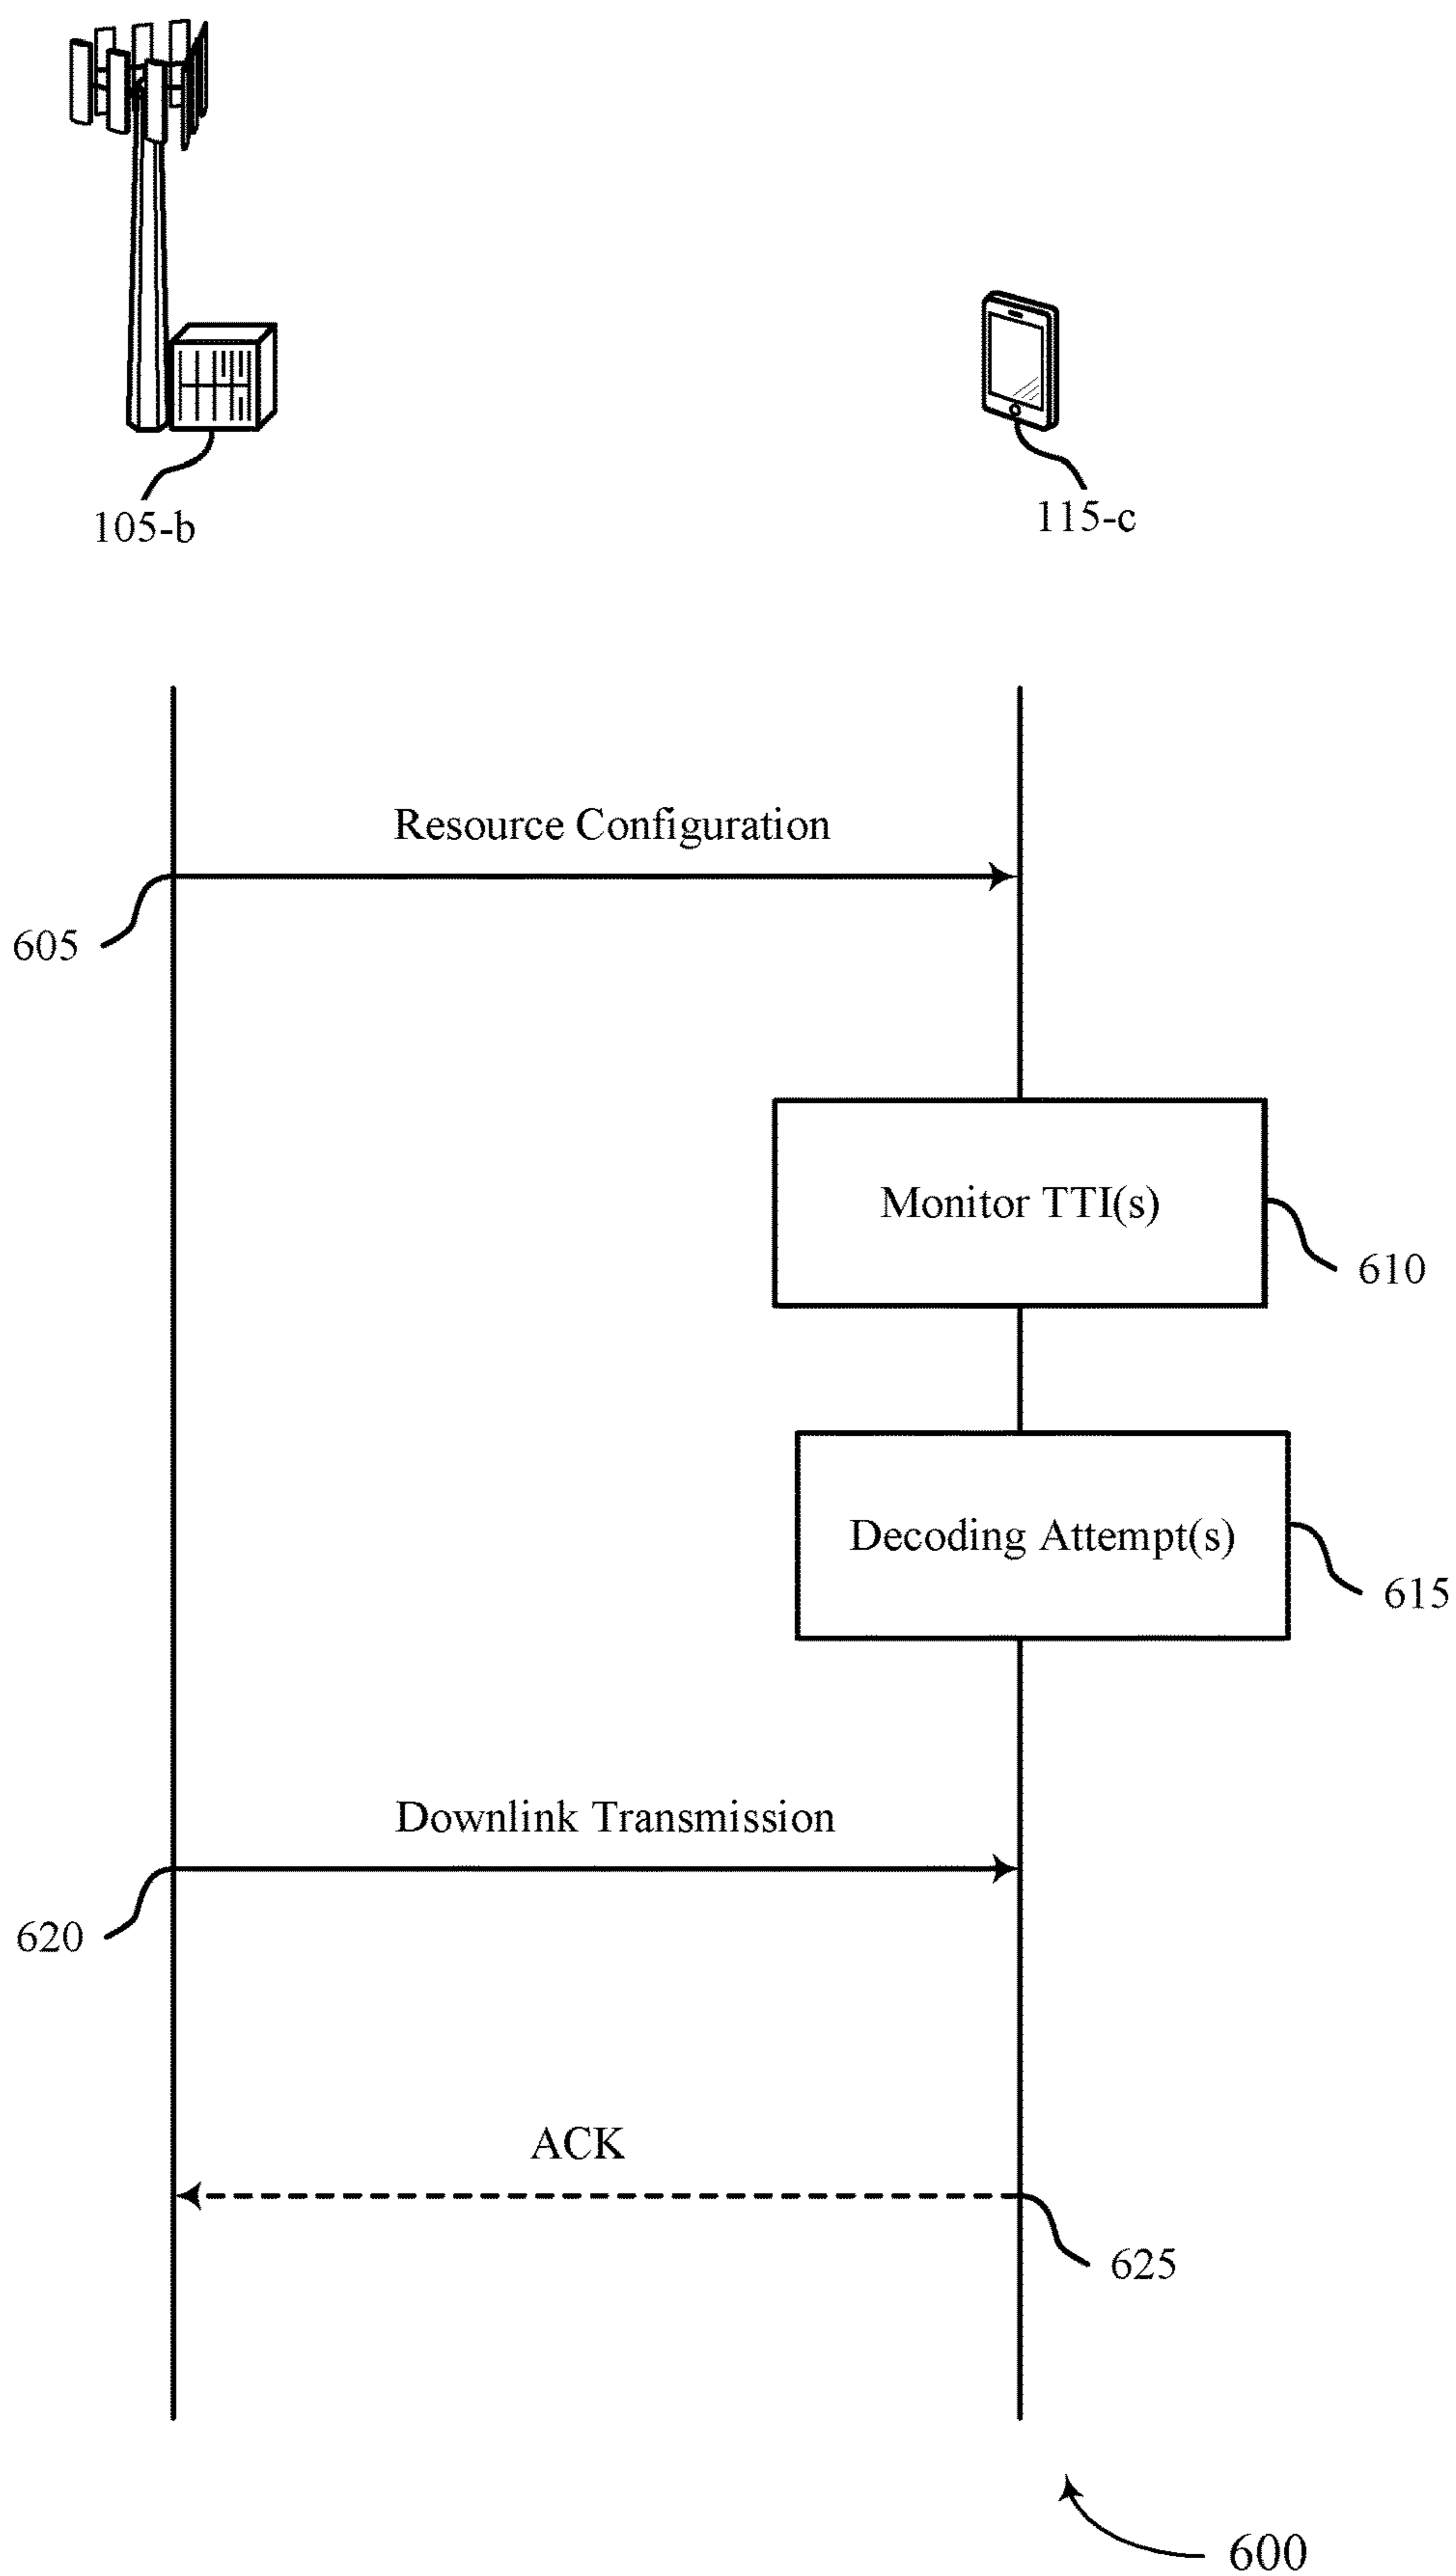 105-b
115-c
Resource Configuration
605
Monitor TTI(s)
610
Decoding Attempt(s)
615
Downlink Transmission
620
ACK
625
600